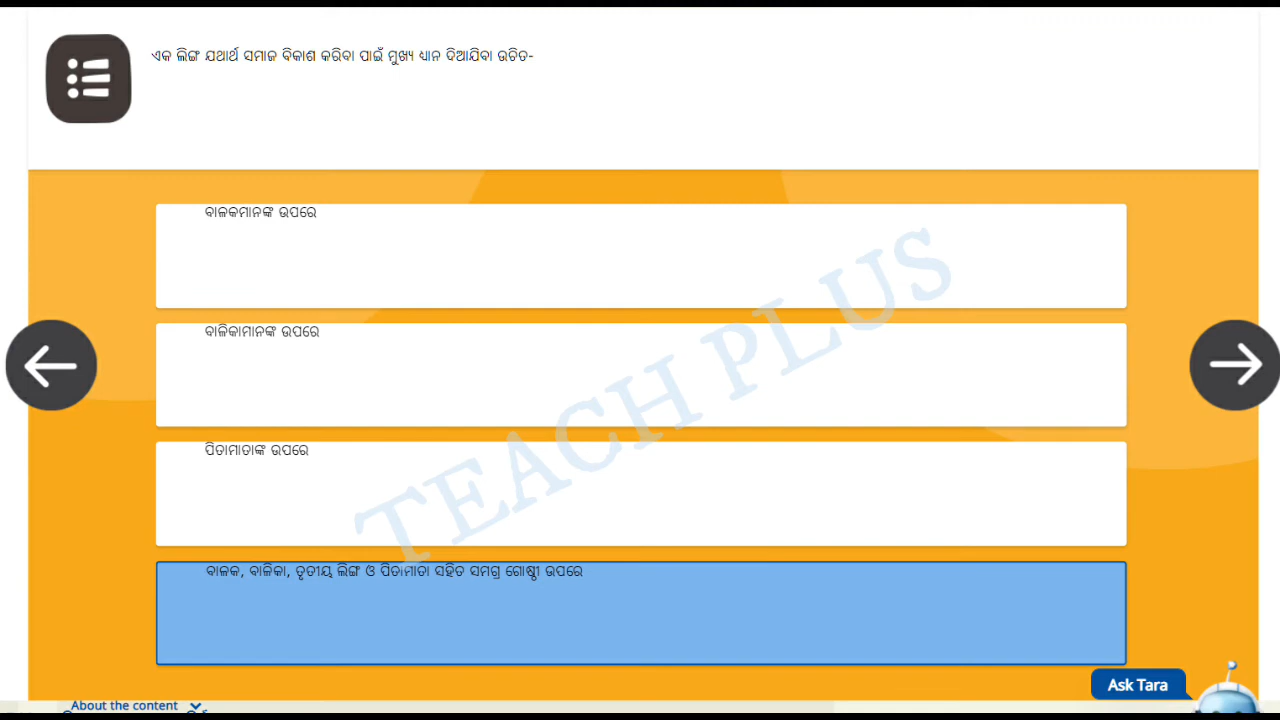 ଏକ ଲିଙ୍ଗ ଯଥାର୍ଥ ସମାଜ ବିକାଶ କରିବା ପାଇଁ ମୁଖ୍ୟ ଧ୍ୟାନ ଦିଆଯିବା ଉଚିତ-
ବାଳକମାନଙ୍କ ଉପରେ
ବାଳିକାମାନଙ୍କ ଉପରେ
ପିତାମାତାଙ୍କ ଉପରେ
ବାଳକ, ବାଳିକା, ତୃତୀୟ ଲିଙ୍ଗ ଓ ପିତାମାତା ସହିତ ସମଗ୍ର ଗୋଷ୍ଠୀ ଉପରେ
TEACH PLUS
Ask Tara
About the content